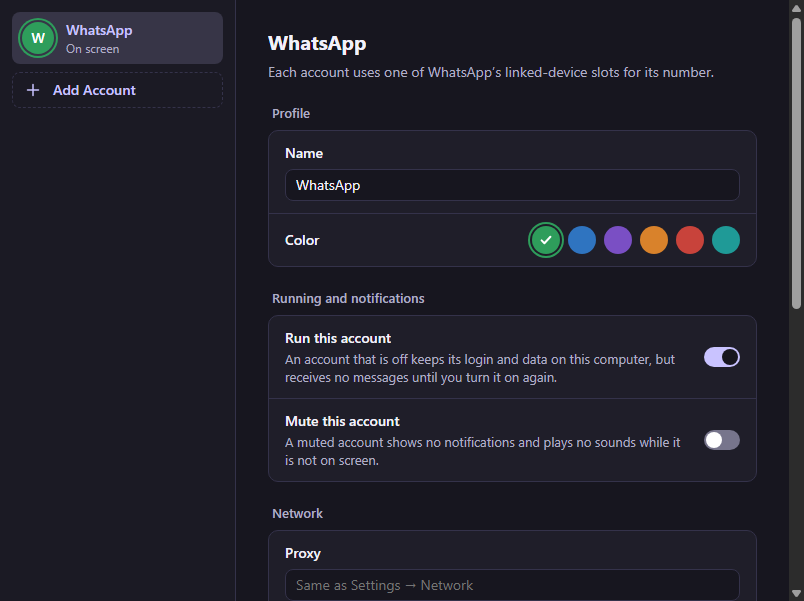 W
WhatsApp
On screen
Add Account
WhatsApp
Each account uses one of WhatsApp's linked-device slots for its number.
Profile
Name
WhatsApp
Color
Running and notifications
Run this account
An account that is off keeps its login and data on this computer, but
receives no messages until you turn it on again.
Mute this account
A muted account shows no notifications and plays no sounds while it
is not on screen.
Network
Proxy
Same as Settings → Network